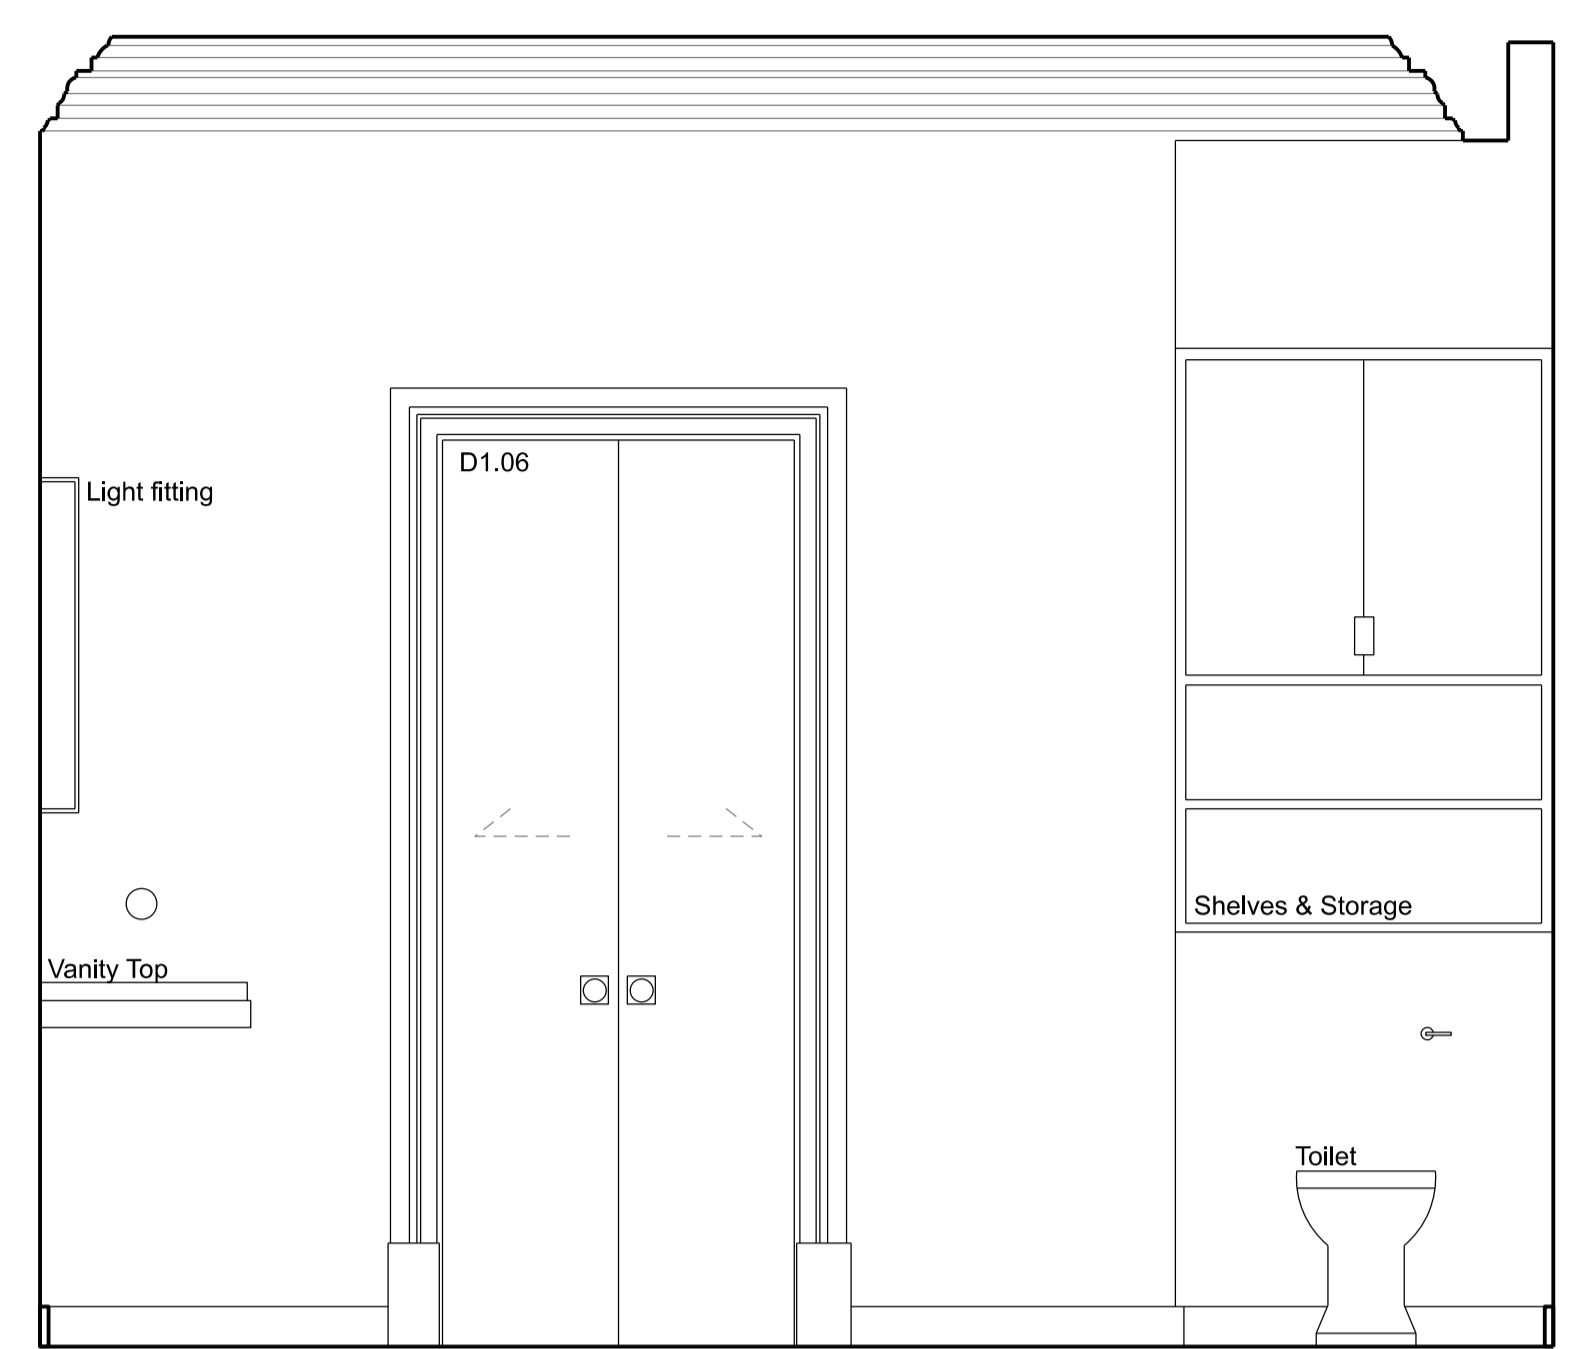 D1.06
Light fitting
Shelves & Storage
Vanity Top
Toilet